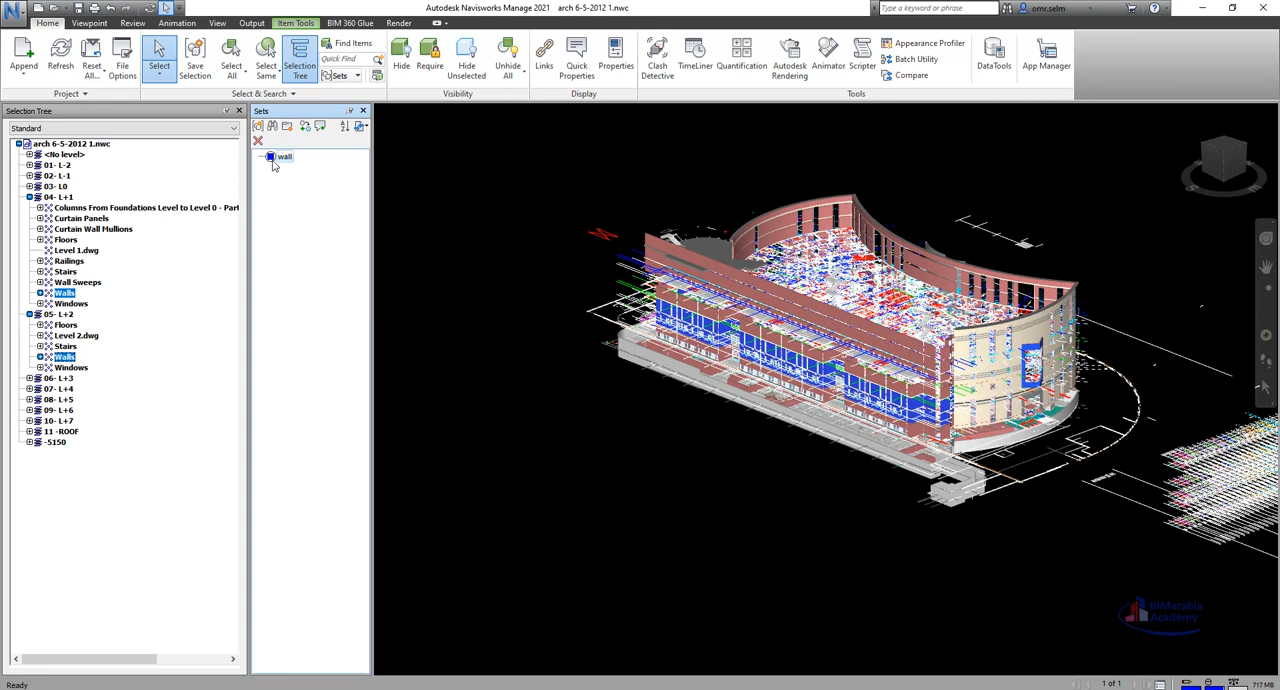 Autodesk Navisworks Manage 2021 arch 6-5-2012 1.nwc
Type a keyword or phrase
omr.selm
Home
Viewpoint
Review
Animation
View
Output
Item Tools
BIM 360 Glue
Render
Append
Refresh
Reset All...
File Options
Project
Select
Save Selection
Select All
Select Same
Selection Tree
Find Items
Quick Find
Sets
Select & Search
Hide
Require
Hide Unselected
Unhide All
Visibility
Links
Quick Properties
Properties
Display
Clash Detective
TimeLiner
Quantification
Autodesk Rendering
Animator
Scripter
Appearance Profiler
Batch Utility
Compare
Tools
DataTools
App Manager
Selection Tree
Standard
arch 6-5-2012 1.nwc
<No level>
01- L-2
02- L-1
03- L0
04- L+1
Columns From Foundations Level to Level 0 - Part
Curtain Panels
Curtain Wall Mullions
Floors
Level 1.dwg
Railings
Stairs
Wall Sweeps
Walls
Windows
05- L+2
Floors
Level 2.dwg
Stairs
Walls
Windows
06- L+3
07- L+4
08- L+5
09- L+6
10- L+7
11 -ROOF
-5150
Sets
wall
BIMarabia
Academy
Ready
1 of 1
717 MB